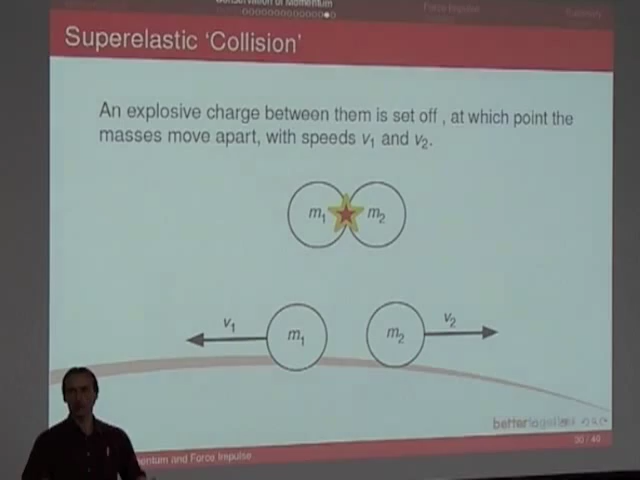 Conservation of Momentum
Force Impulse
Summary
Superelastic 'Collision'
An explosive charge between them is set off , at which point the
masses move apart, with speeds v₁ and v₂.
m₁ m₂
v₁ m₁ m₂ v₂
better
mentum and Force Impulse
30 / 40